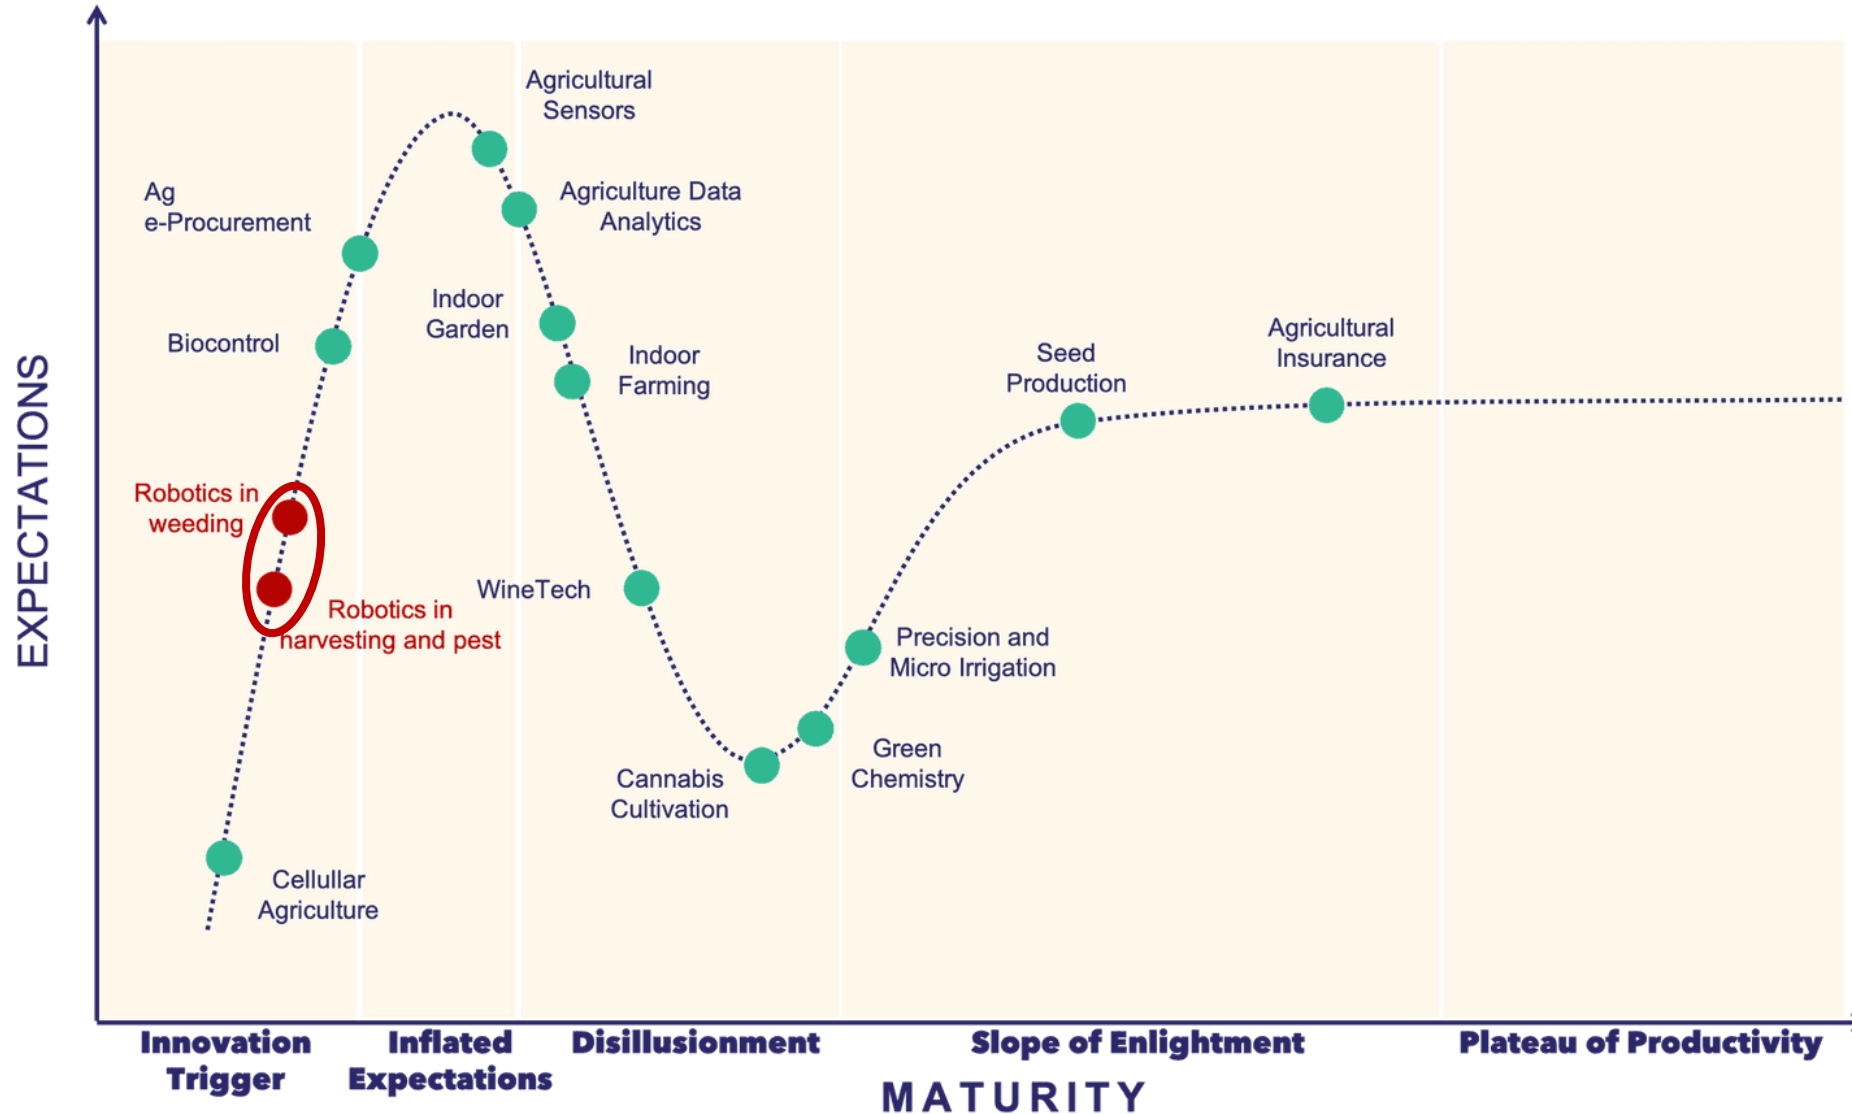 Agricultural
Sensors
Ag
e-Procurement
Agriculture Data
Analytics
Indoor
Garden
Biocontrol
Indoor
Farming
Seed
Production
Agricultural
Insurance
EXPECTATIONS
Robotics in
weeding
Robotics in
harvesting and pest
WineTech
Precision and
Micro Irrigation
Green
Chemistry
Cannabis
Cultivation
Cellullar
Agriculture
Innovation
Trigger
Inflated
Expectations
Disillusionment
Slope of Enlightment
Plateau of Productivity
MATURITY